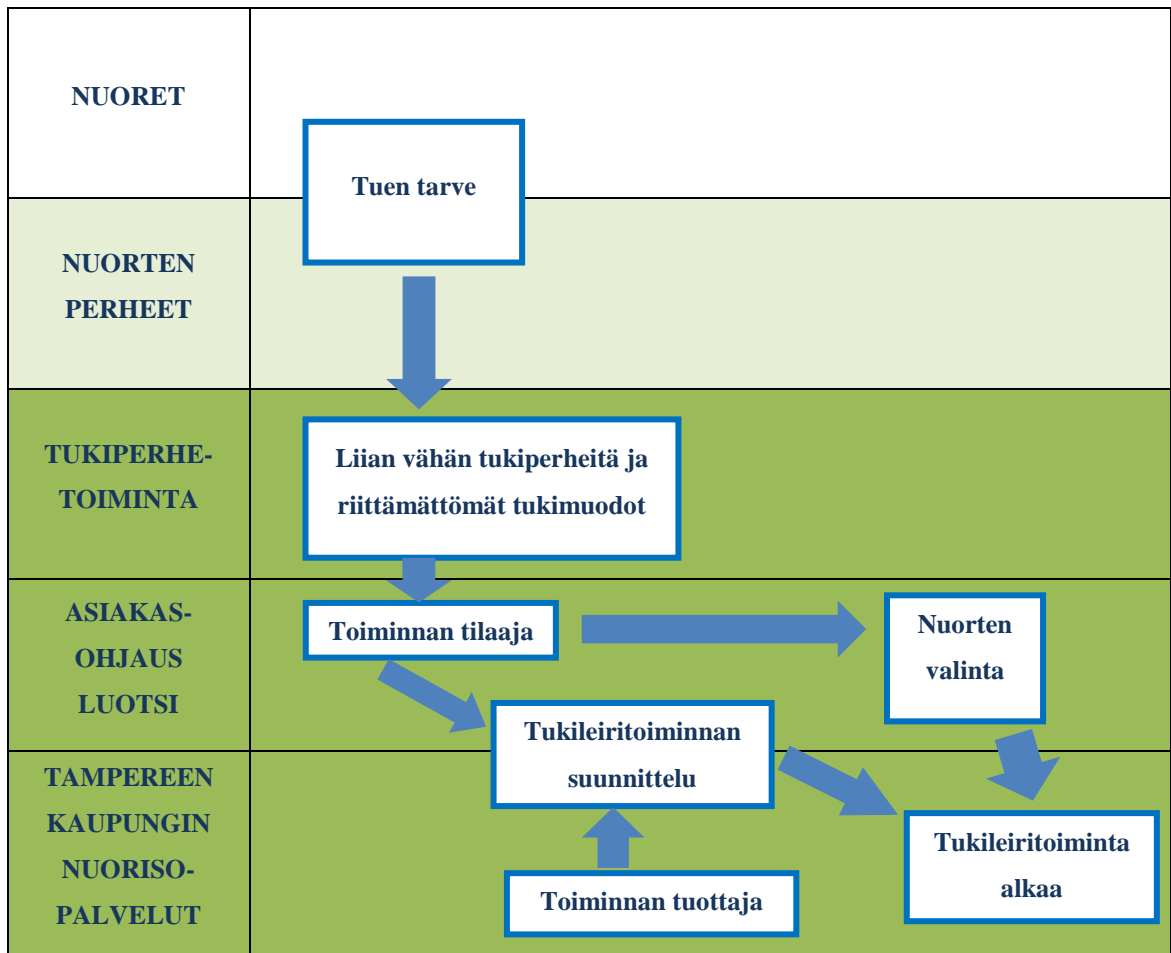 NUORET
Tuen tarve
NUORTEN
PERHEET
TUKIPERHE-
TOIMINTA
Liian vähän tukiperheitä ja
riittämättömät tukimuodot
ASIAKAS-
OHJAUS
LUOTSI
Toiminnan tilaaja
Nuorten
valinta
Tukileiritoiminnan
suunnittelu
TAMPEREEN
KAUPUNGIN
NUORISO-
PALVELUT
Toiminnan tuottaja
Tukileiritoiminta
alkaa